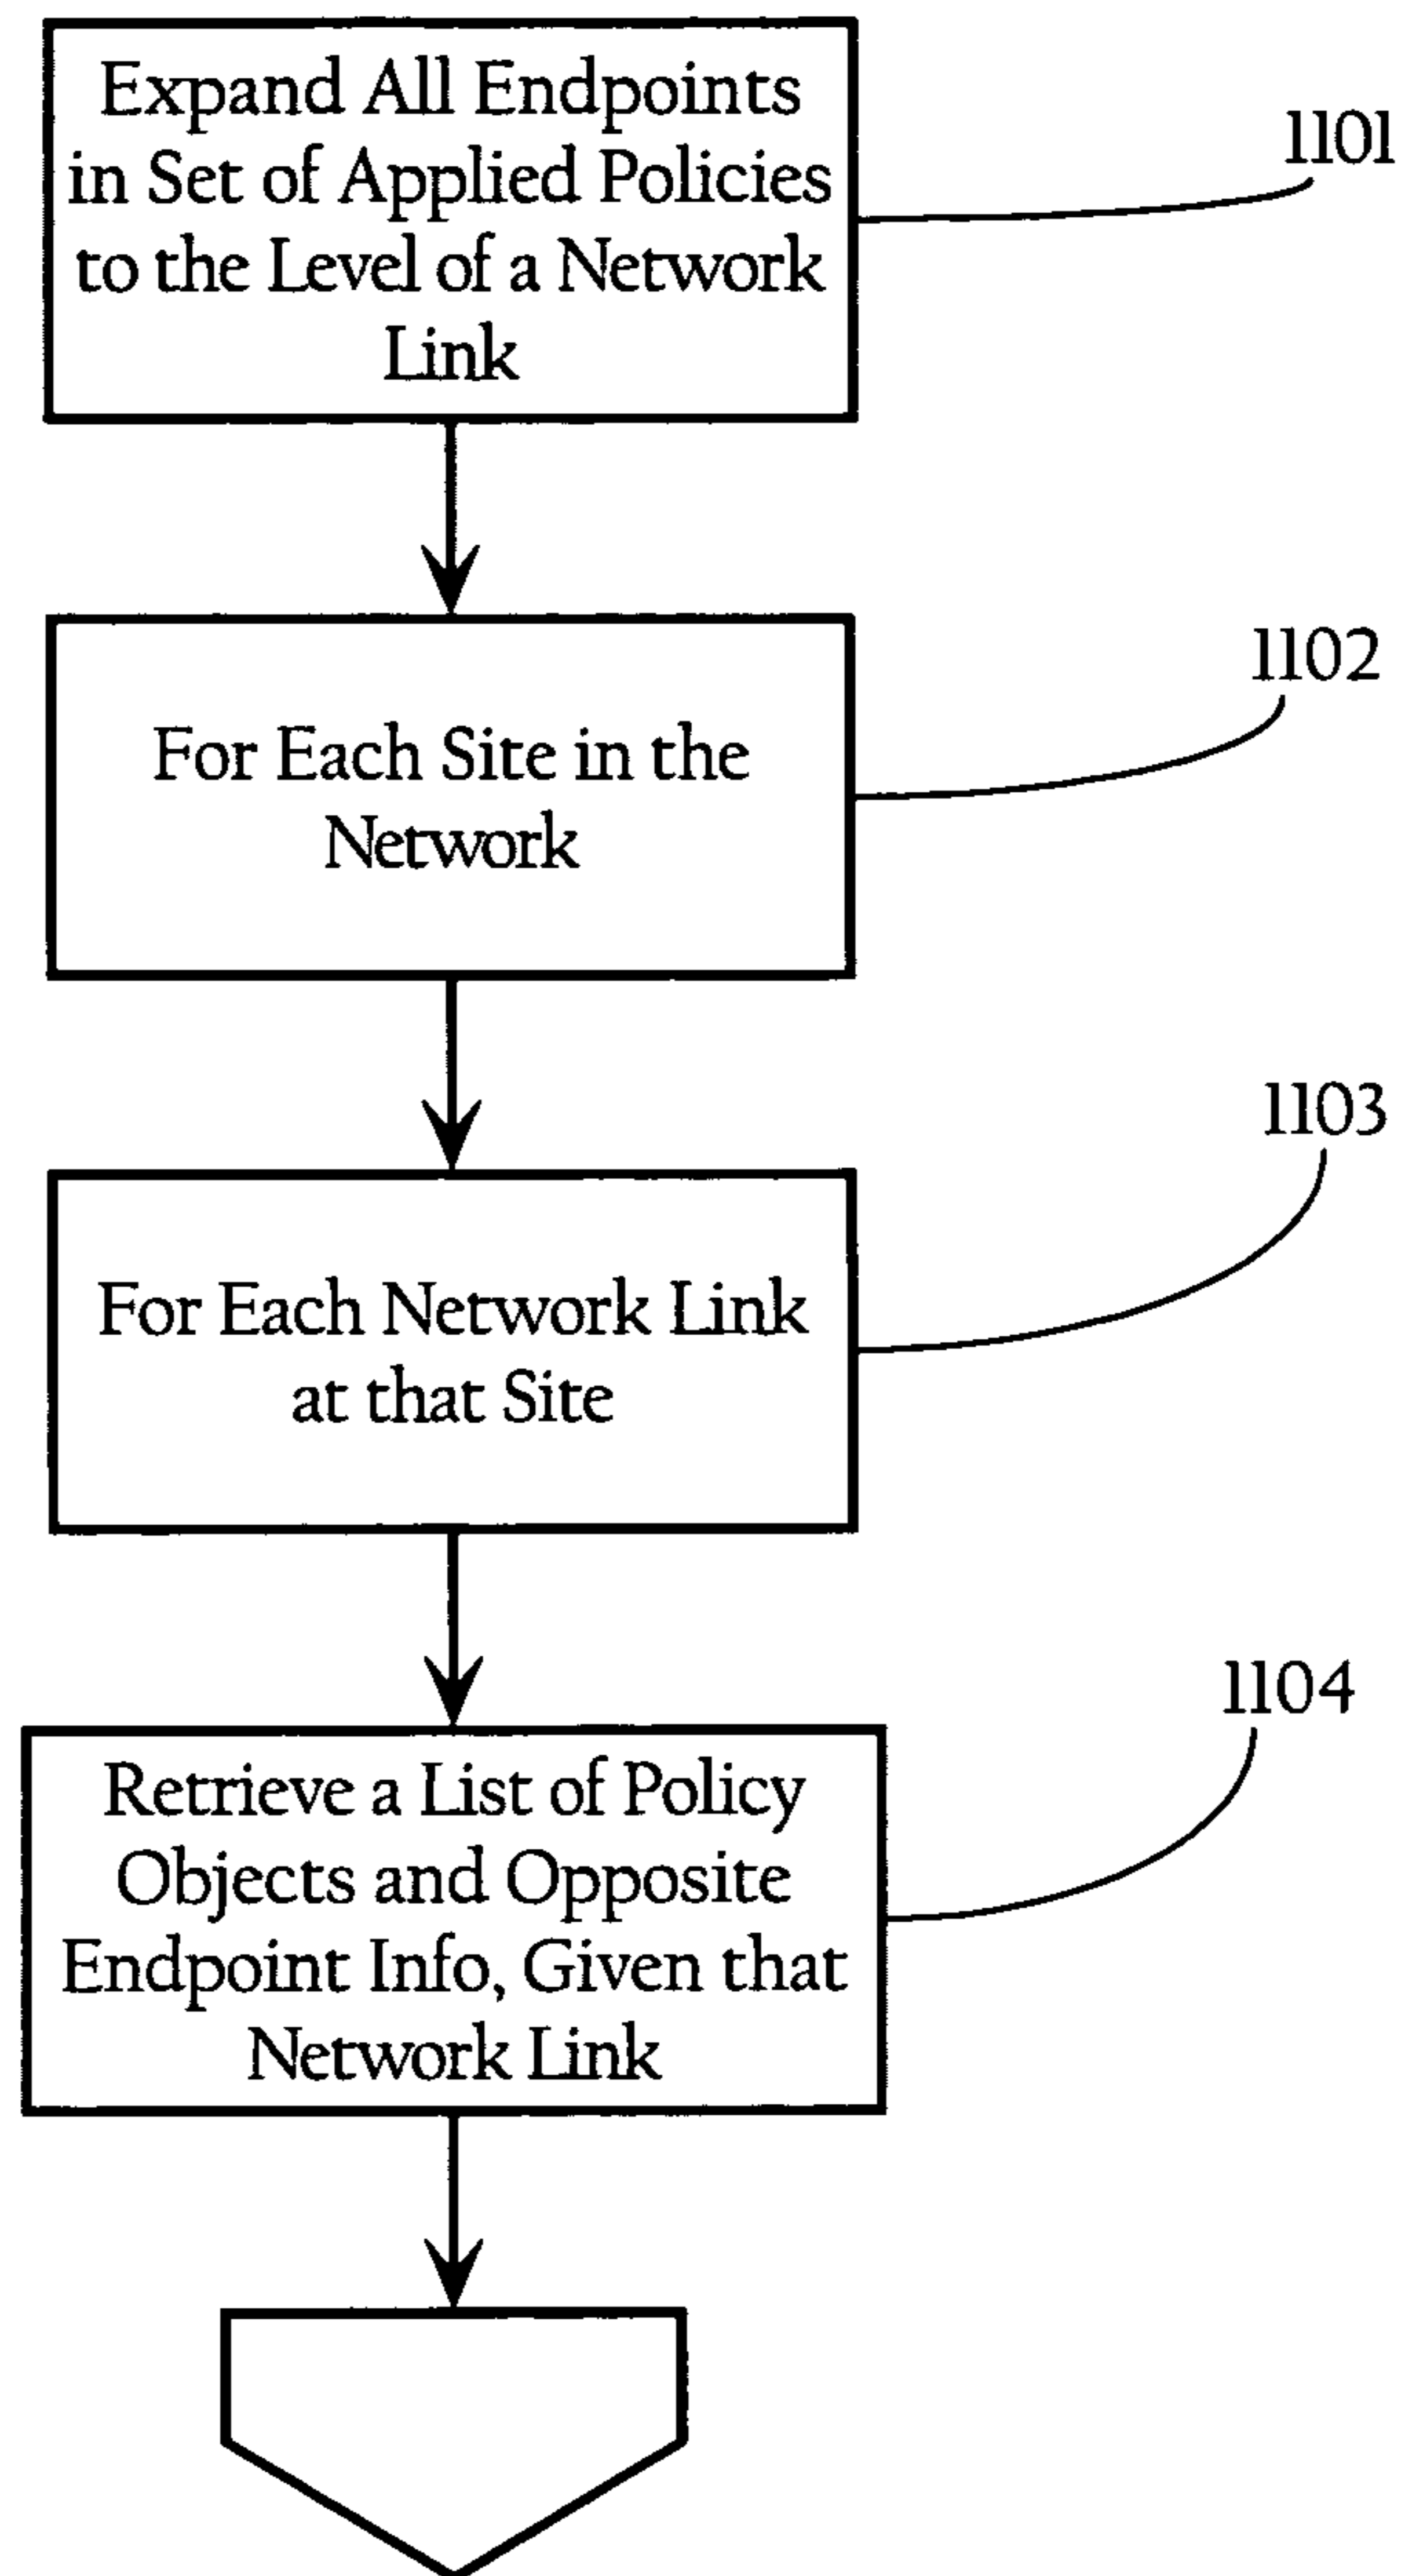 Expand All Endpoints
in Set of Applied Policies
to the Level of a Network
Link
1101
For Each Site in the
Network
1102
For Each Network Link
at that Site
1103
Retrieve a List of Policy
Objects and Opposite
Endpoint Info, Given that
Network Link
1104